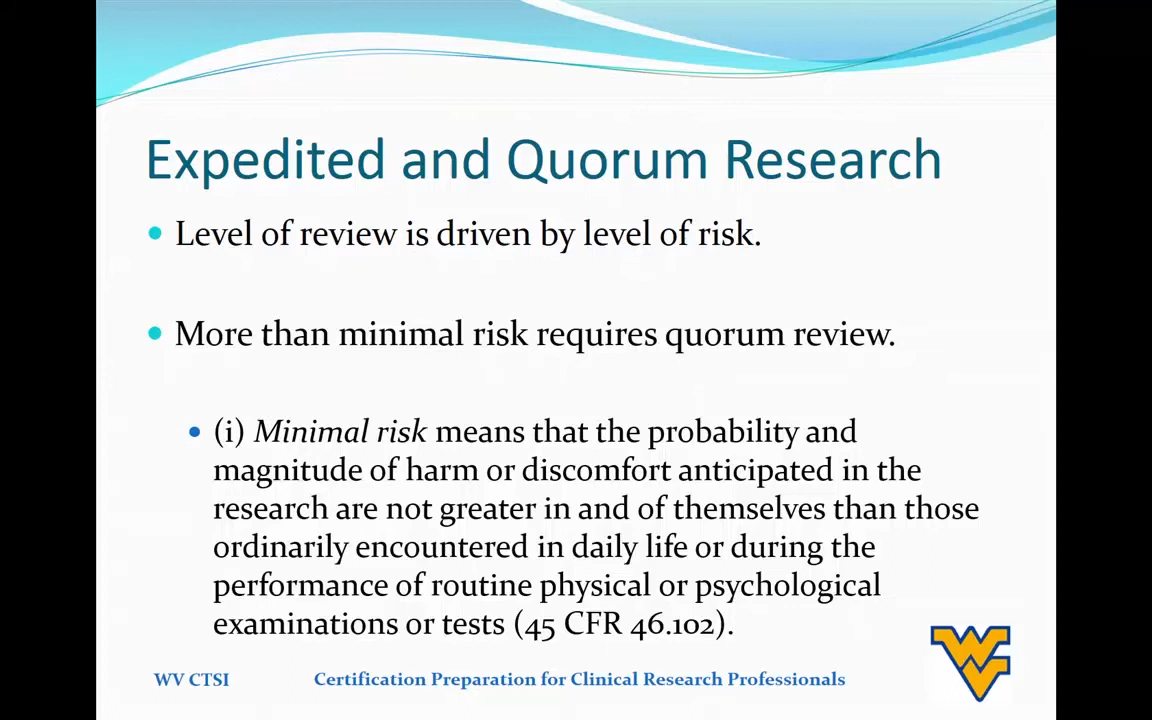 Expedited and Quorum Research
• Level of review is driven by level of risk.
• More than minimal risk requires quorum review.
• (i) Minimal risk means that the probability and
magnitude of harm or discomfort anticipated in the
research are not greater in and of themselves than those
ordinarily encountered in daily life or during the
performance of routine physical or psychological
examinations or tests (45 CFR 46.102).
WV CTSI
Certification Preparation for Clinical Research Professionals
WV